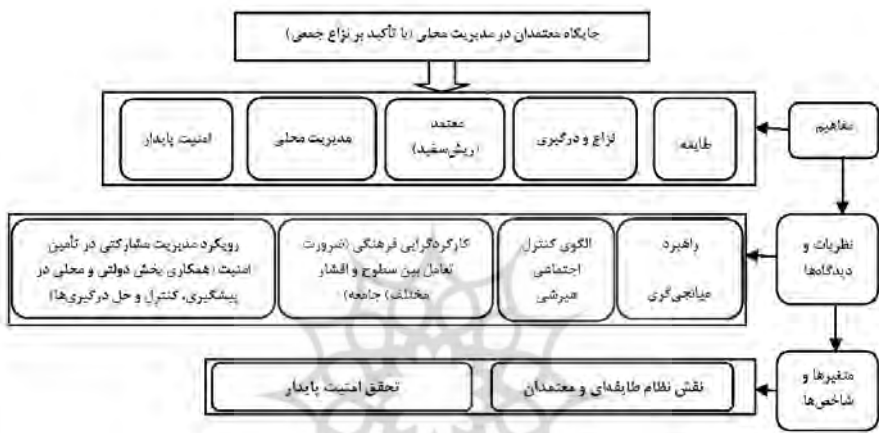 جایگاه معتمدان در مدیریت محلی (با تأکید بر نزاع جمعی)
مفاهیم
طایفه
نزاع و درگیری
معتمد
(ریش‌سفید)
مدیریت محلی
امنیت پایدار
نظریات و
دیدگاه‌ها
راهبرد
میانجی‌گری
الگوی کنترل
اجتماعی
هیرشی
کارکردگرایی فرهنگی (ضرورت
تعامل بین سطوح و اقشار
مختلف) جامعه)
رویکرد مدیریت مشارکتی در تأمین
امنیت (همکاری بخش دولتی و محلی در
پیشگیری، کنترل و حل درگیری‌ها)
متغیرها و
شاخص‌ها
نقش نظام طایفه‌ای و معتمدان
تحقق امنیت پایدار